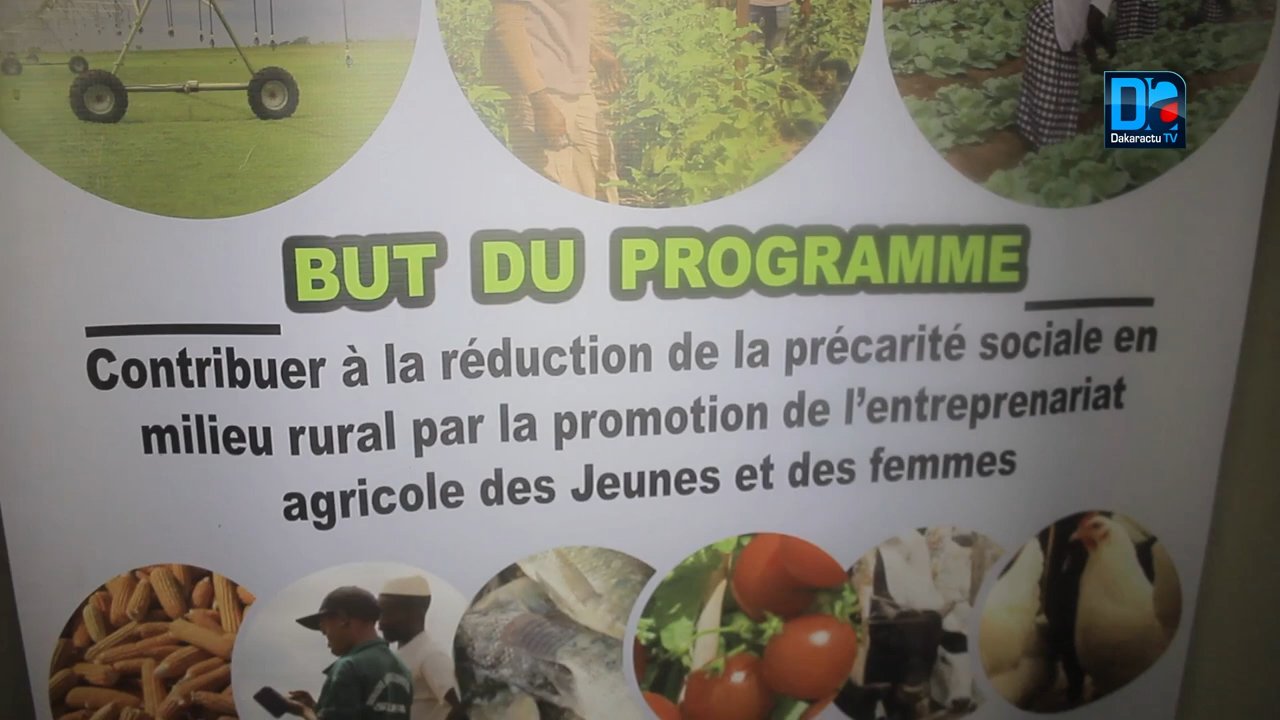 Dakaractu TV
BUT DU PROGRAMME
Contribuer à la réduction de la précarité sociale en
milieu rural par la promotion de l'entreprenariat
agricole des Jeunes et des femmes